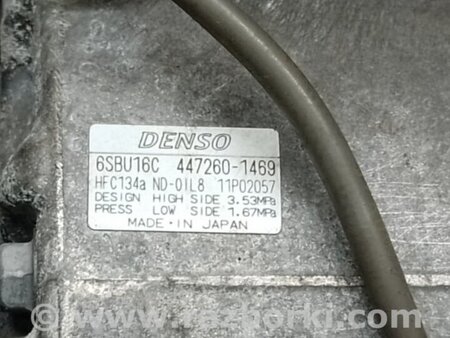 DENSO
6SBU16C 447260-1469
HFC134a ND-OIL8 11P02057
DESIGN HIGH SIDE 3.53MPa
PRESS LOW SIDE 1.67MPa
MADE·IN JAPAN
www.razborki.com